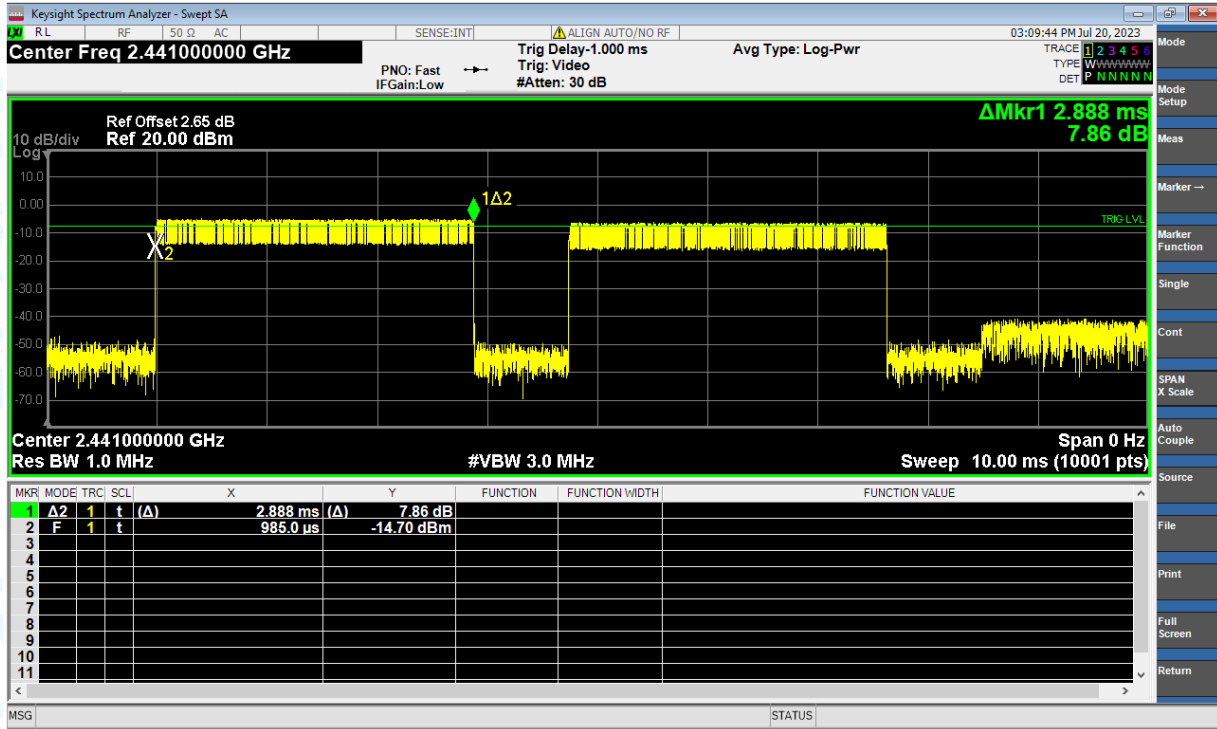 Keysight Spectrum Analyzer - Swept SA
LXI RL RF 50 Ω AC SENSE:INT ALIGN AUTO/NO RF 03:09:44 PM Jul 20, 2023
Center Freq 2.441000000 GHz
PNO: Fast
IFGain:Low
Trig Delay-1.000 ms
Trig: Video
#Atten: 30 dB
Avg Type: Log-Pwr
TRACE 1 2 3 4 5 6
TYPE WWWWWW
DET P N N N N N
ΔMkr1 2.888 ms
7.86 dB
Ref Offset 2.65 dB
10 dB/div Ref 20.00 dBm
Log
10.0
0.00
-10.0
-20.0
-30.0
-40.0
-50.0
-60.0
-70.0
1Δ2
TRIG LVL
2
Center 2.441000000 GHz Span 0 Hz
Res BW 1.0 MHz #VBW 3.0 MHz Sweep 10.00 ms (10001 pts)
MKR MODE TRC SCL X Y FUNCTION FUNCTION WIDTH FUNCTION VALUE
1 Δ2 1 t (Δ) 2.888 ms (Δ) 7.86 dB
2 F 1 t 985.0 µs -14.70 dBm
3
4
5
6
7
8
9
10
11
MSG STATUS
Mode
Mode
Setup
Meas
Marker →
Marker
Function
Single
Cont
SPAN
X Scale
Auto
Couple
Source
File
Print
Full
Screen
Return